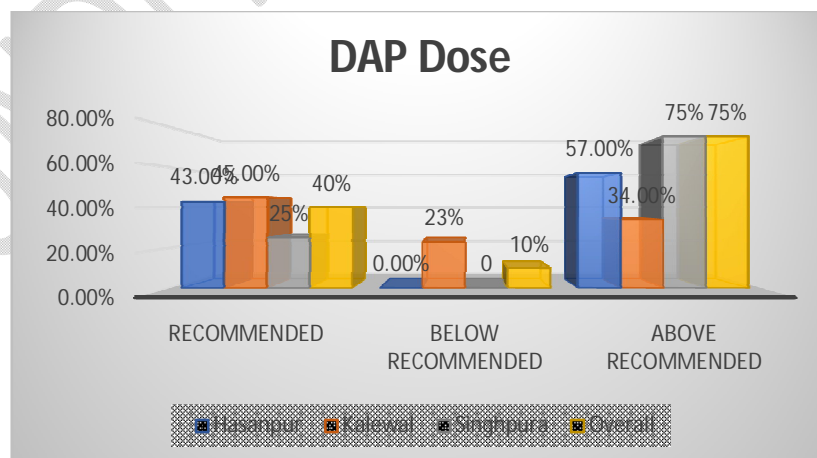 DAP Dose
80.00%
60.00%
40.00%
20.00%
0.00%
43.00%
45.00%
25%
40%
0.00%
23%
0
10%
57.00%
34.00%
75%
75%
RECOMMENDED
BELOW
RECOMMENDED
ABOVE
RECOMMENDED
Hasanpur Kalewal Singhpura Overall